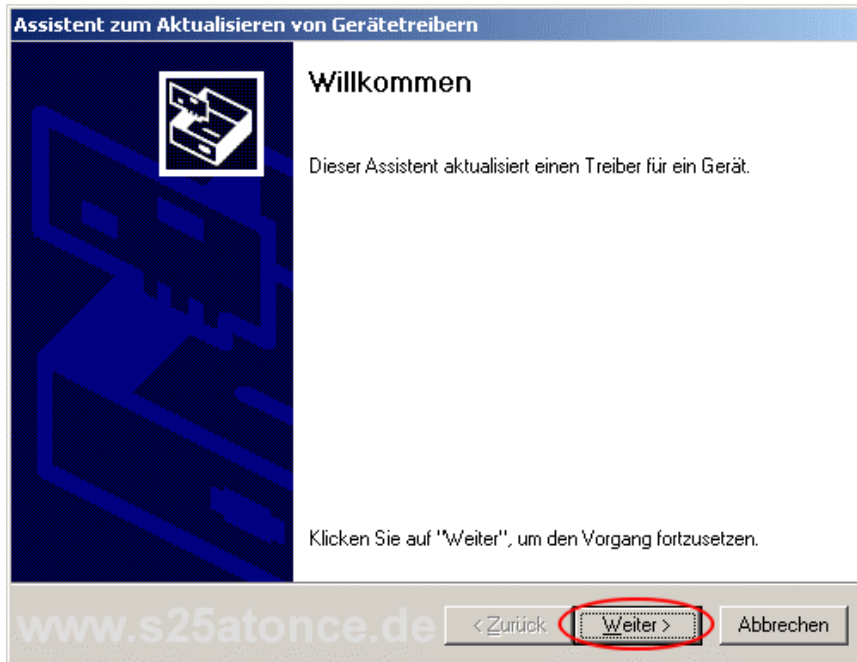 Assistent zum Aktualisieren von Gerätetreibern
Willkommen
Dieser Assistent aktualisiert einen Treiber für ein Gerät.
Klicken Sie auf "Weiter", um den Vorgang fortzusetzen.
www.s25atonce.de
< Zurück
Weiter >
Abbrechen